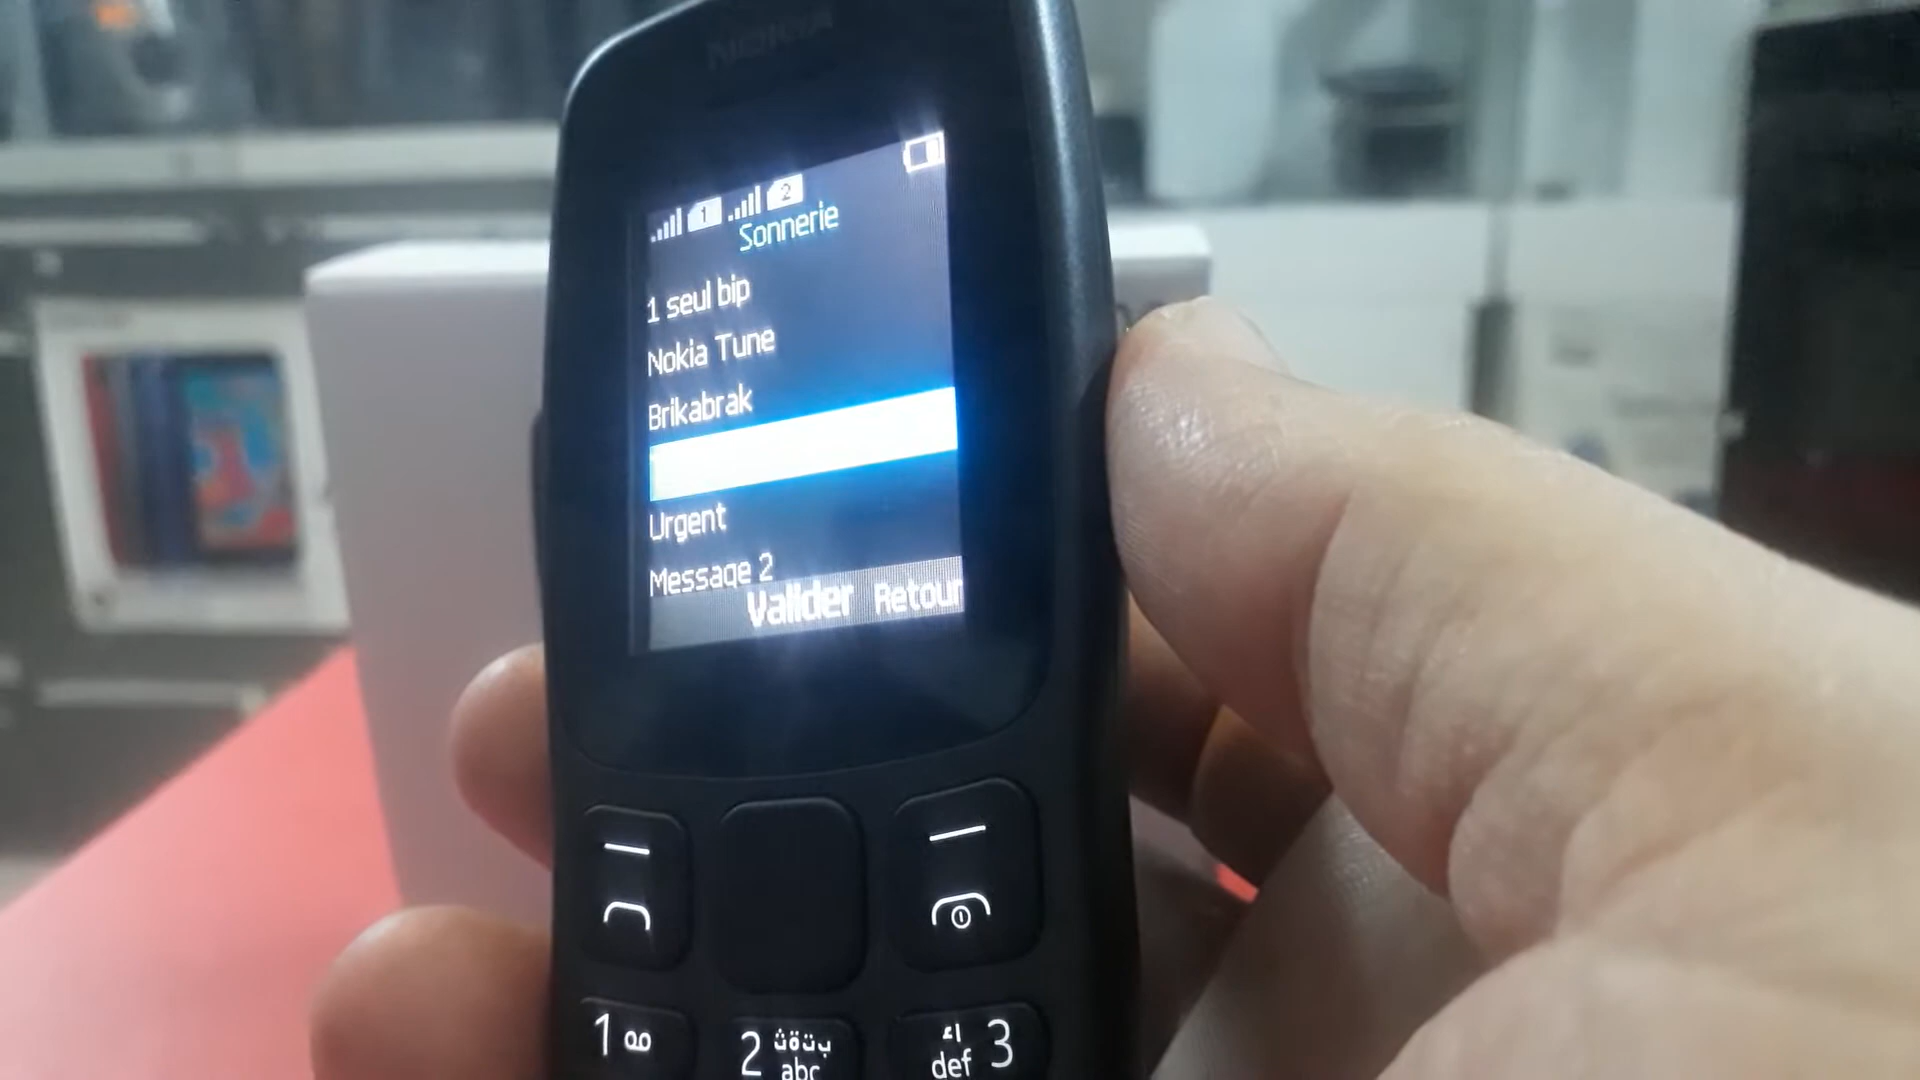 NOKIA
1 2
Sonnerie
1 seul bip
Nokia Tune
Brikabrak
Urgent
Message 2
Valider Retour
1
2 ب ت ة ث abc
ء ا def 3